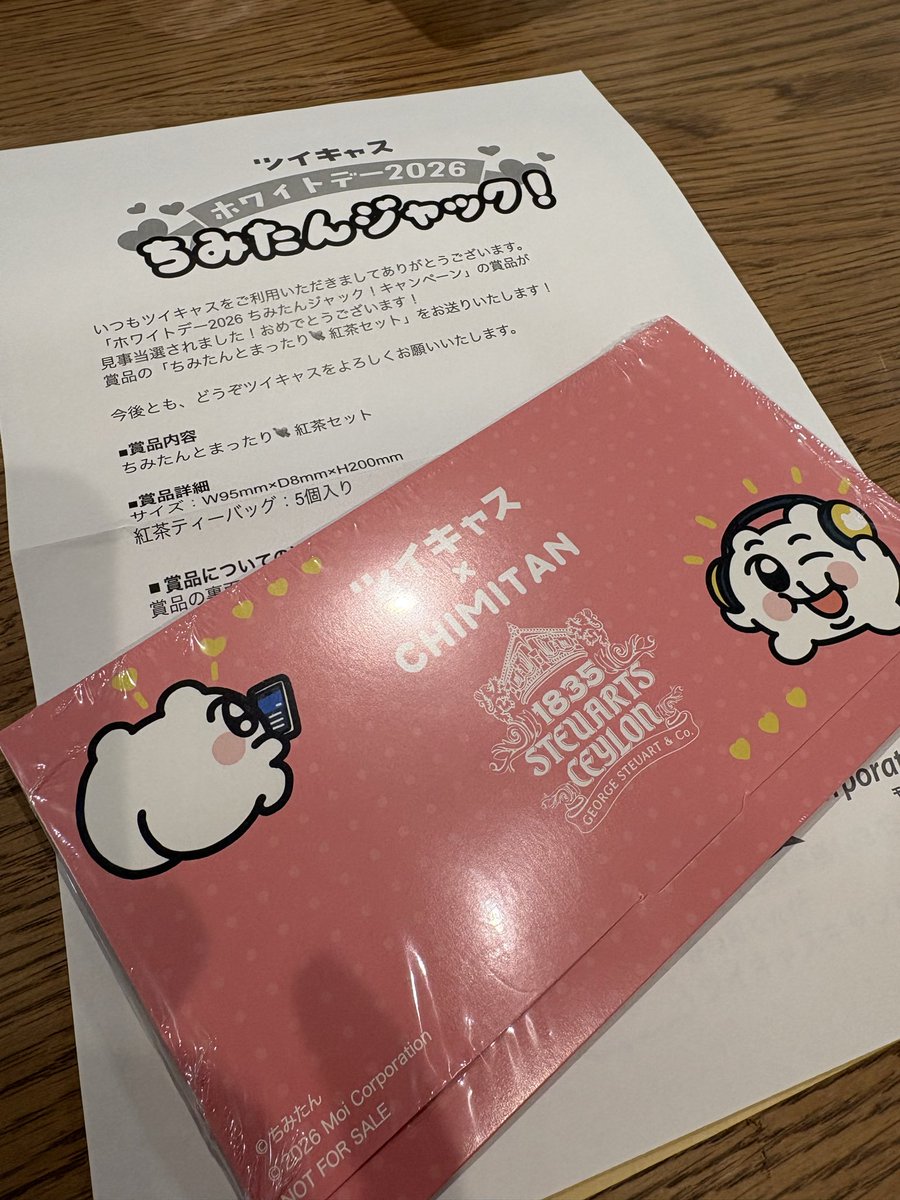 ツイキャス
ホワイトデー2026
ちみたんジャック!
いつもツイキャスをご利用いただきましてありがとうございます。
「ホワイトデー2026 ちみたんジャック！キャンペーン」の賞品が
見事当選されました！おめでとうございます！
賞品の「ちみたんとまったり 紅茶セット」をお送りいたします！
今後とも、どうぞツイキャスをよろしくお願いいたします。
■賞品内容
ちみたんとまったり 紅茶セット
■賞品詳細
サイズ：W95mm×D8mm×H200mm
紅茶ティーバッグ：5個入り
■賞品についての
賞品の裏面
ツイキャス
×
CHIMITAN
1835
STEUARTS
CEYLON
GEORGE STEUART & Co.
© ちみたん
© 2026 Moi Corporation
NOT FOR SALE